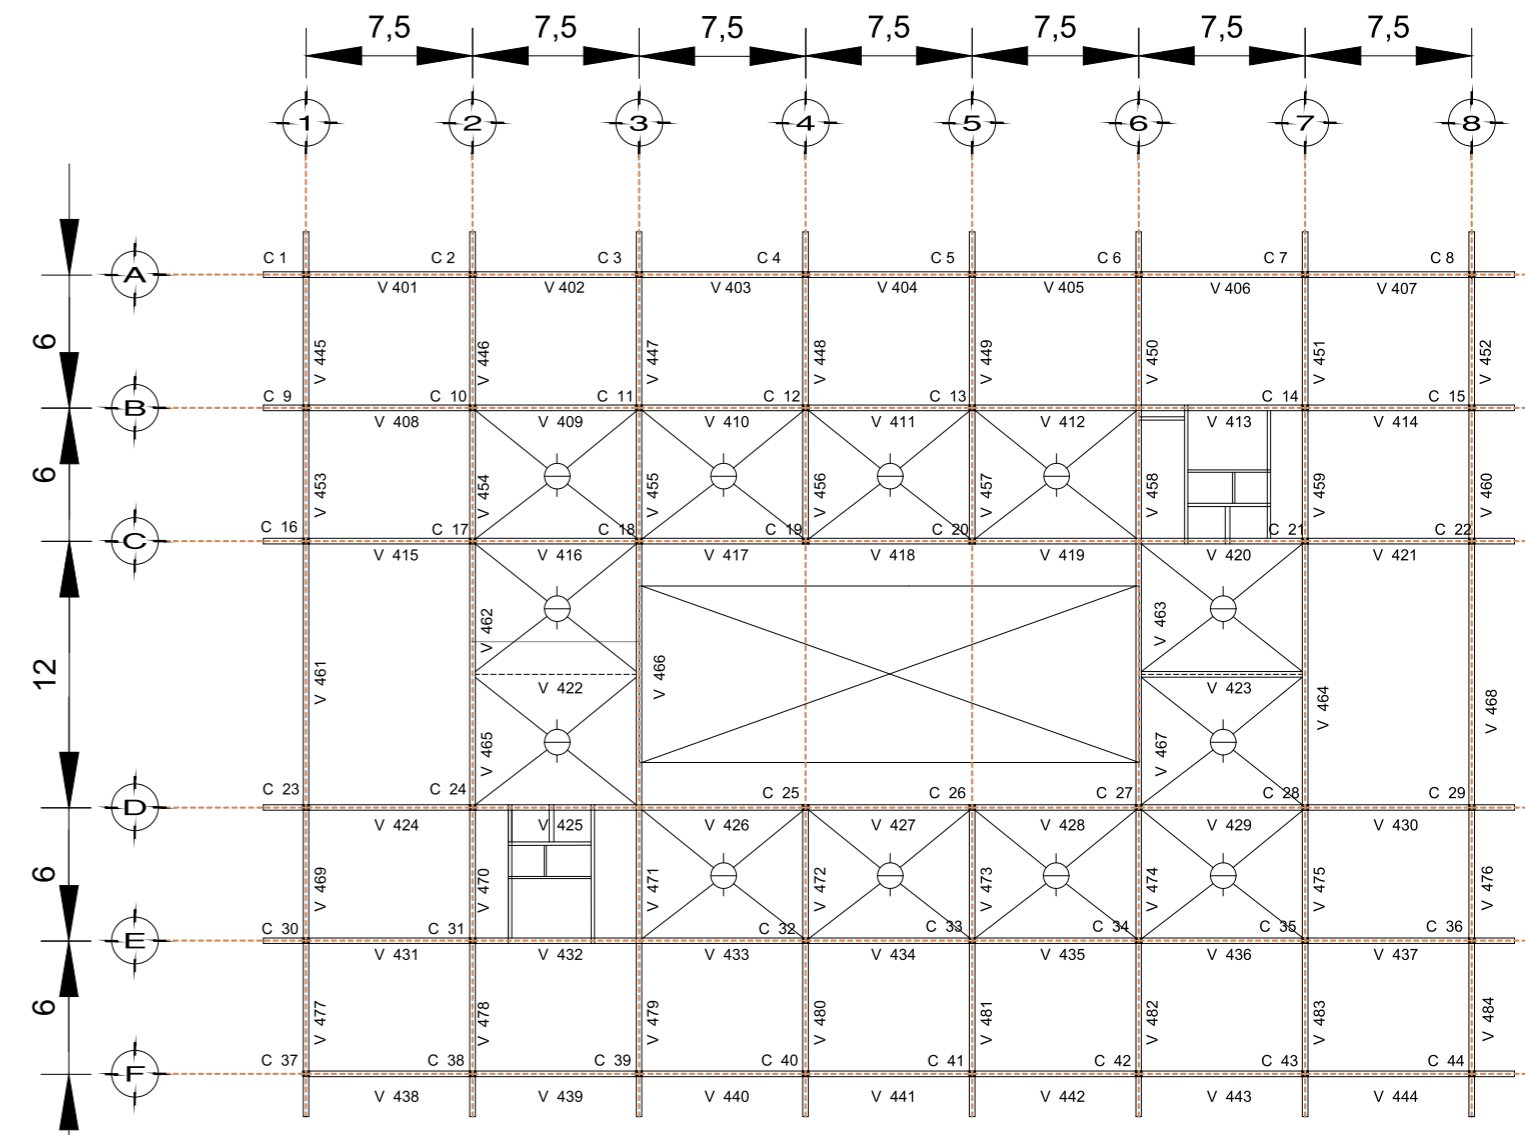 7,5 7,5 7,5 7,5 7,5 7,5 7,5
1 2 3 4 5 6 7 8
C 1 C 2 C 3 C 4 C 5 C 6 C 7 C 8
A
V 401 V 402 V 403 V 404 V 405 V 406 V 407
6 V 445 V 446 V 447 V 448 V 449 V 450 V 451 V 452
C 9 C 10 C 11 C 12 C 13 C 14 C 15
B
V 408 V 409 V 410 V 411 V 412 V 413 V 414
6 V 453 V 454 V 455 V 456 V 457 V 458 V 459 V 460
C 16 C 17 C 18 C 19 C 20 C 21 C 22
C
V 415 V 416 V 417 V 418 V 419 V 420 V 421
V 462 V 463
12 V 461 V 466 V 464 V 468
V 422 V 423
V 465 V 467
C 23 C 24 C 25 C 26 C 27 C 28 C 29
D
V 424 V 425 V 426 V 427 V 428 V 429 V 430
6 V 469 V 470 V 471 V 472 V 473 V 474 V 475 V 476
C 30 C 31 C 32 C 33 C 34 C 35 C 36
E
V 431 V 432 V 433 V 434 V 435 V 436 V 437
6 V 477 V 478 V 479 V 480 V 481 V 482 V 483 V 484
C 37 C 38 C 39 C 40 C 41 C 42 C 43 C 44
F
V 438 V 439 V 440 V 441 V 442 V 443 V 444